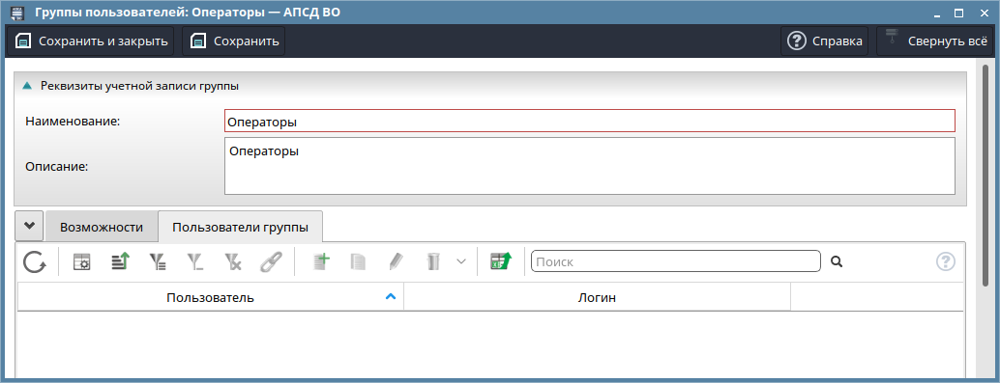 Группы пользователей: Операторы — АПСД ВО
Сохранить и закрыть Сохранить Справка Свернуть всё
Реквизиты учетной записи группы
Наименование: Операторы
Описание: Операторы
Возможности Пользователи группы
Поиск
Пользователь Логин